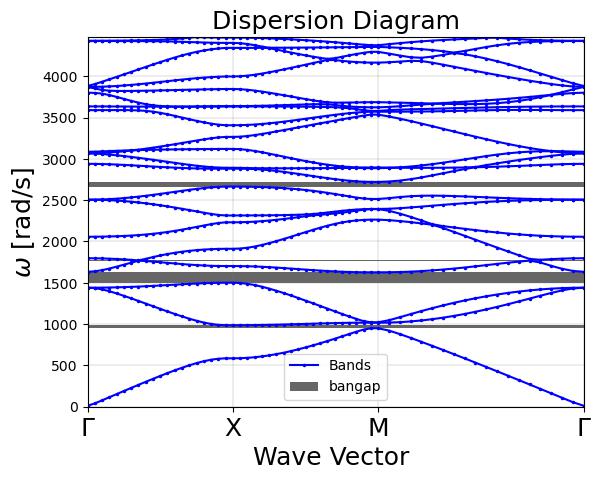 Dispersion Diagram
ω [rad/s]
4000
3500
3000
2500
2000
1500
1000
500
0
Bands
bangap
Γ X M Γ
Wave Vector